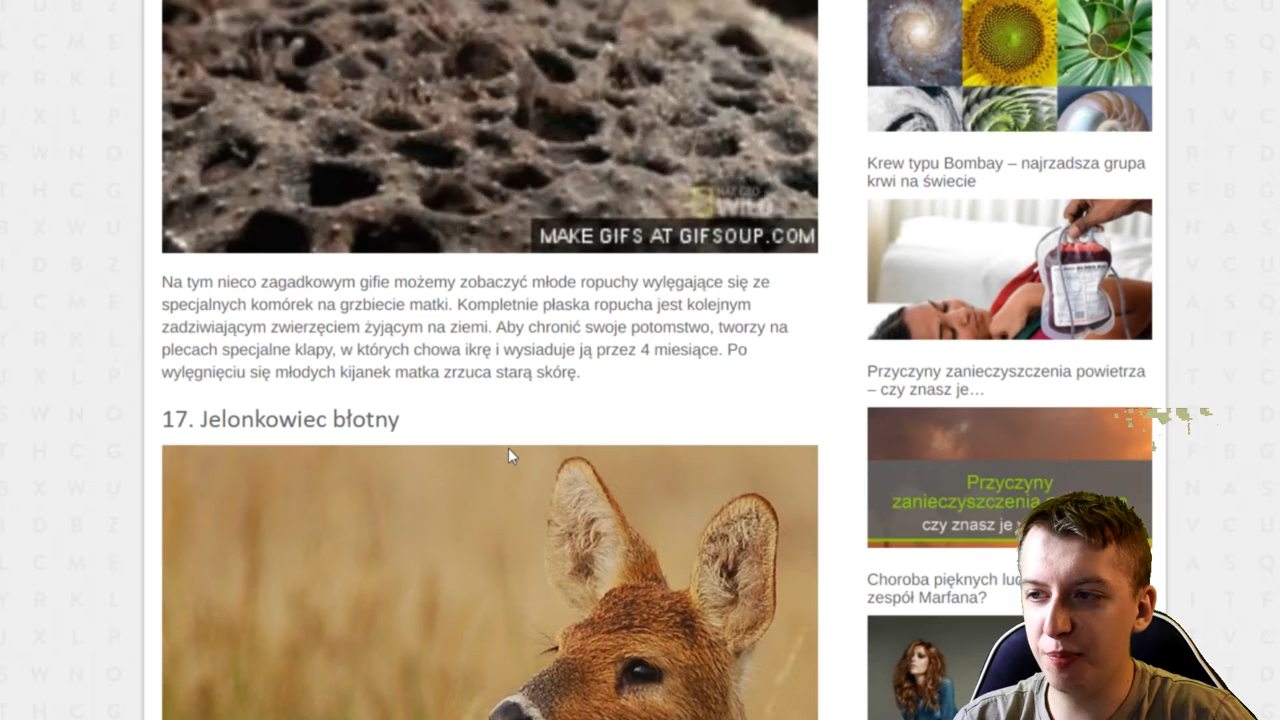 NAT GEO
WILD
MAKE GIFS AT GIFSOUP.COM
Na tym nieco zagadkowym gifie możemy zobaczyć młode ropuchy wylęgające się ze
specjalnych komórek na grzbiecie matki. Kompletnie płaska ropucha jest kolejnym
zadziwiającym zwierzęciem żyjącym na ziemi. Aby chronić swoje potomstwo, tworzy na
plecach specjalne klapy, w których chowa ikrę i wysiaduje ją przez 4 miesiące. Po
wylęgnięciu się młodych kijanek matka zrzuca starą skórę.
17. Jelonkowiec błotny
Krew typu Bombay – najrzadsza grupa
krwi na świecie
Przyczyny zanieczyszczenia powietrza
– czy znasz je…
Przyczyny
zanieczyszczenia
czy znasz je
Choroba pięknych
zespół Marfana?